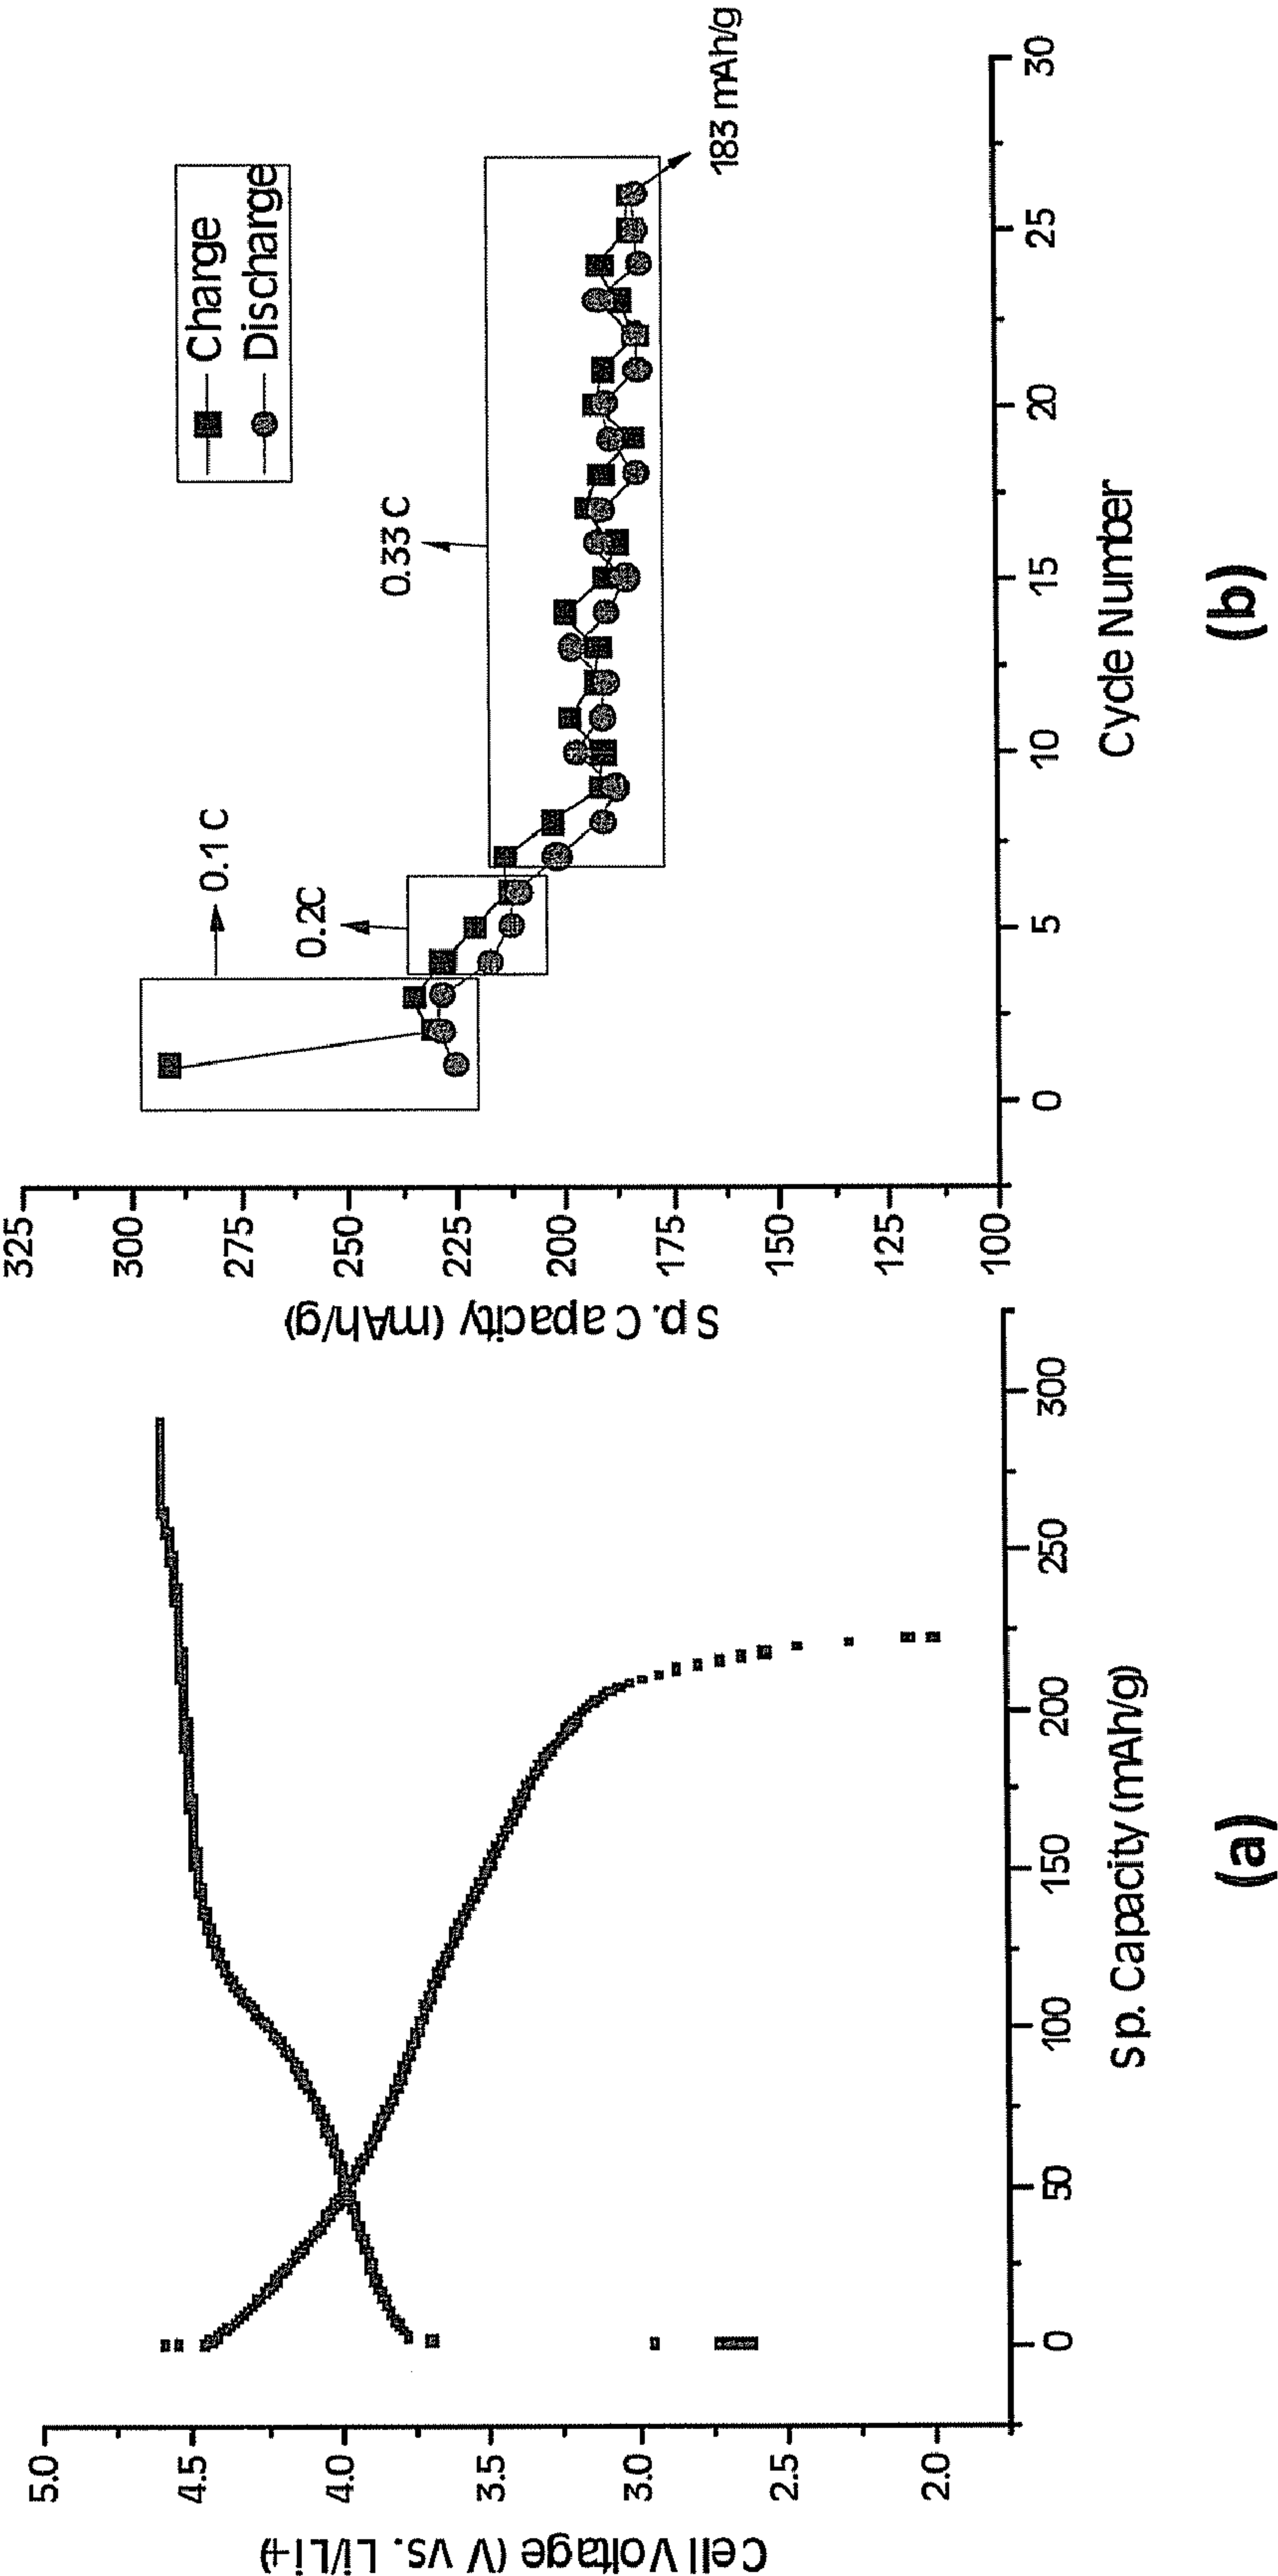 5.0
4.5
4.0
3.5
3.0
2.5
2.0
Cell Voltage (V vs. Li/Li+)
0
50
100
150
200
250
300
Sp. Capacity (mAh/g)
(a)
325
300
275
250
225
200
175
150
125
100
Sp. Capacity (mAh/g)
Charge
Discharge
0.1 C
0.2C
0.33 C
183 mAh/g
0
5
10
15
20
25
30
Cycle Number
(b)